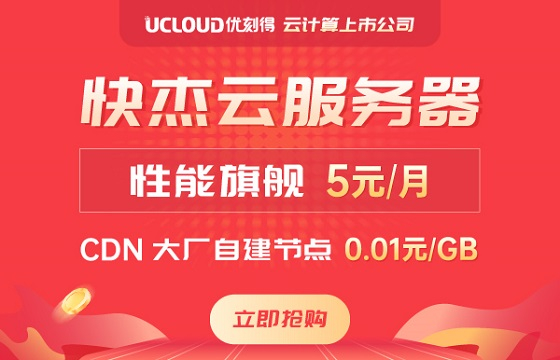 UCLOUD优刻得 云计算上市公司
快杰云服务器
性能旗舰 5元/月
CDN 大厂自建节点 0.01元/GB
立即抢购